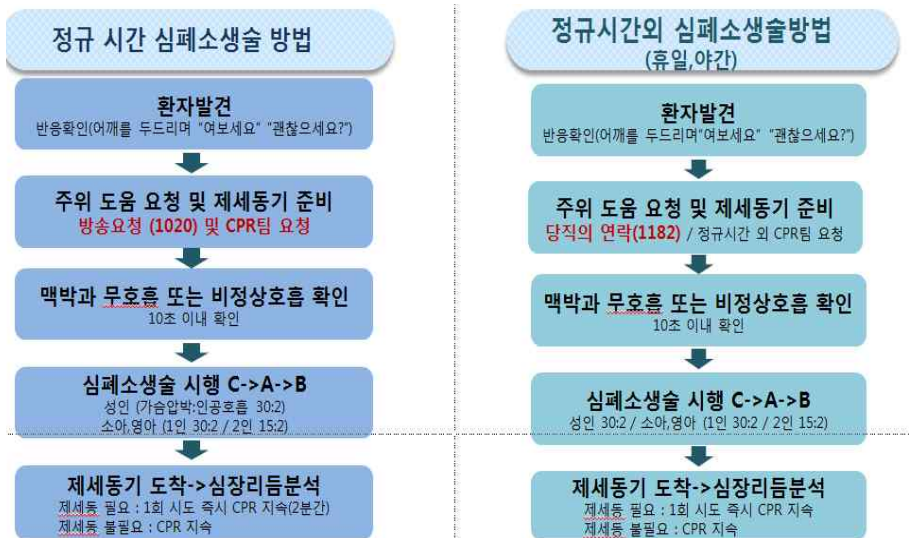 정규 시간 심폐소생술 방법
환자발견
반응확인(어깨를 두드리며 "여보세요" "괜찮으세요?")
주위 도움 요청 및 제세동기 준비
방송요청 (1020) 및 CPR팀 요청
맥박과 무호흡 또는 비정상호흡 확인
10초 이내 확인
심폐소생술 시행 C->A->B
성인 (가슴압박:인공호흡 30:2)
소아,영아 (1인 30:2 / 2인 15:2)
제세동기 도착->심장리듬분석
제세동 필요 : 1회 시도 즉시 CPR 지속(2분간)
제세동 불필요 : CPR 지속
정규시간외 심폐소생술방법
(휴일,야간)
환자발견
반응확인(어깨를 두드리며"여보세요" "괜찮으세요?")
주위 도움 요청 및 제세동기 준비
당직의 연락(1182) / 정규시간 외 CPR팀 요청
맥박과 무호흡 또는 비정상호흡 확인
10초 이내 확인
심폐소생술 시행 C->A->B
성인 30:2 / 소아,영아 (1인 30:2 / 2인 15:2)
제세동기 도착->심장리듬분석
제세동 필요 : 1회 시도 즉시 CPR 지속
제세동 불필요 : CPR 지속